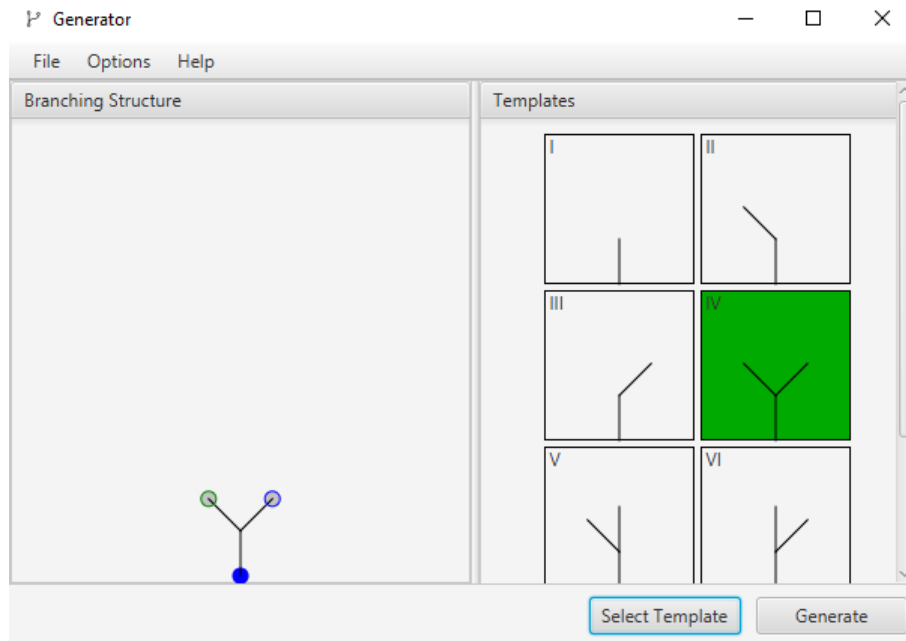 Generator
File Options Help
Branching Structure
Templates
I
II
III
IV
V
VI
Select Template
Generate